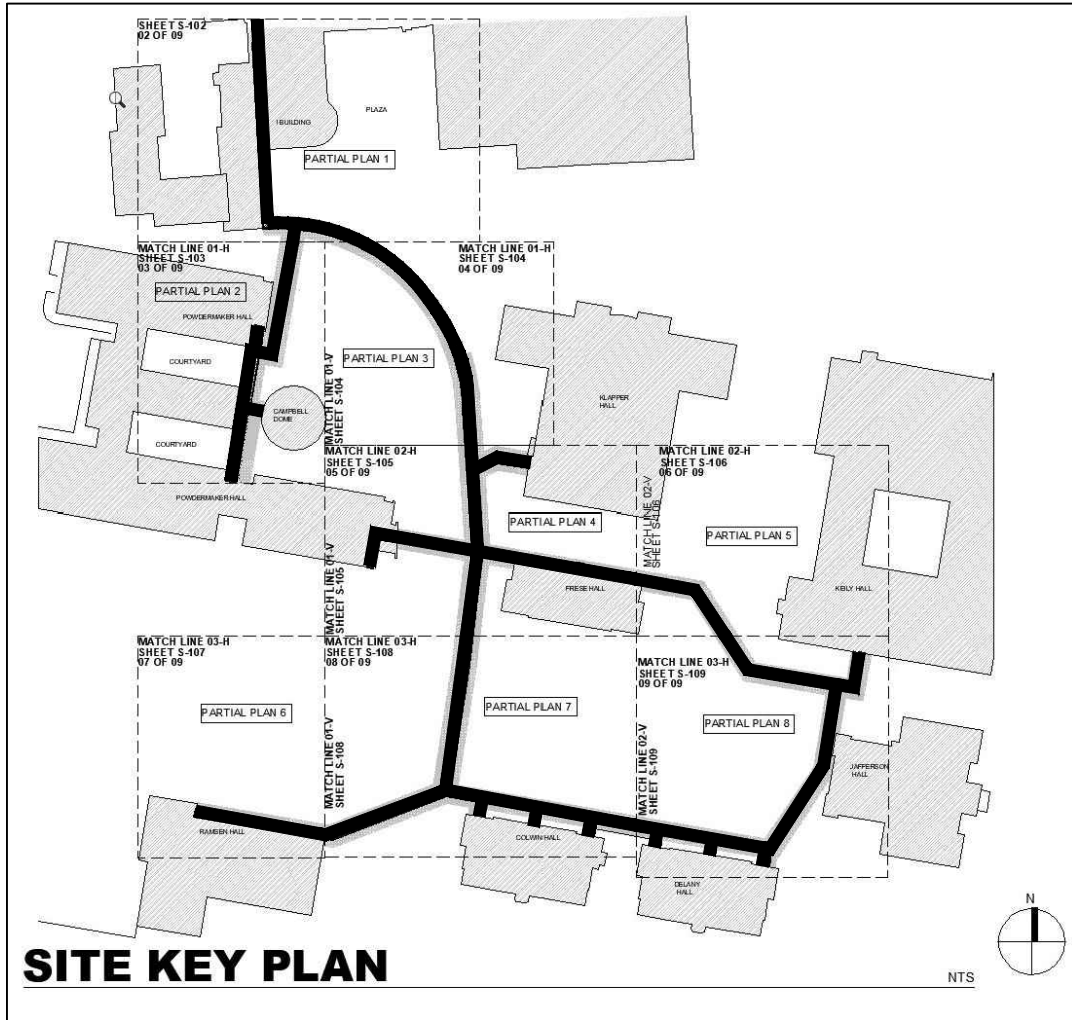 SHEET S-102
02 OF 09
I BUILDING
PLAZA
PARTIAL PLAN 1
MATCH LINE 01-H
SHEET S-103
03 OF 09
MATCH LINE 01-H
SHEET S-104
04 OF 09
PARTIAL PLAN 2
POWDERMAKER HALL
COURTYARD
PARTIAL PLAN 3
MATCH LINE 01-V
SHEET S-104
CAMPBELL
DOME
KLAPPER
HALL
COURTYARD
MATCH LINE 02-H
SHEET S-105
05 OF 09
MATCH LINE 02-H
SHEET S-106
06 OF 09
POWDERMAKER HALL
MATCH LINE 02-V
SHEET S-106
PARTIAL PLAN 4
PARTIAL PLAN 5
MATCH LINE 01-V
SHEET S-105
FRESE HALL
KEILY HALL
MATCH LINE 03-H
SHEET S-107
07 OF 09
MATCH LINE 03-H
SHEET S-108
08 OF 09
MATCH LINE 03-H
SHEET S-109
09 OF 09
PARTIAL PLAN 6
PARTIAL PLAN 7
PARTIAL PLAN 8
MATCH LINE 01-V
SHEET S-108
MATCH LINE 02-V
SHEET S-109
JAFFERSON
HALL
COLWIN HALL
DELANY
HALL
N
SITE KEY PLAN
NTS